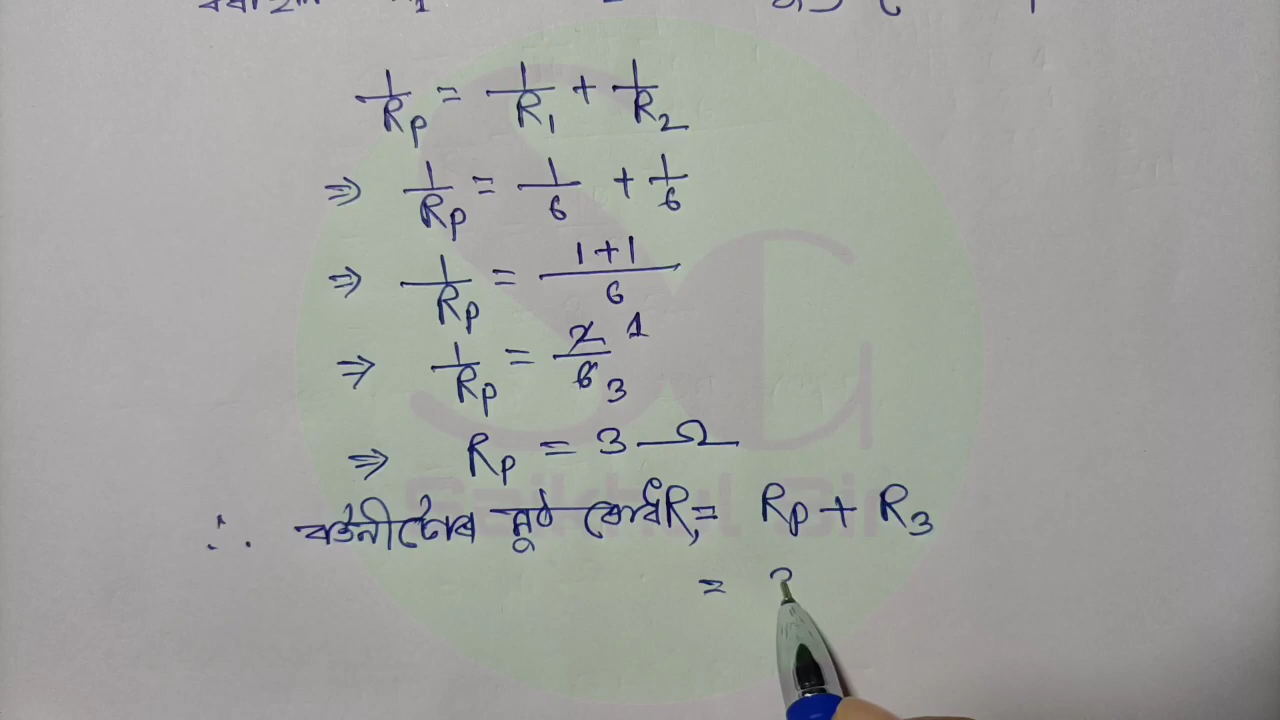 1/Rp = 1/R1 + 1/R2
⇒ 1/Rp = 1/6 + 1/6
⇒ 1/Rp = 1+1/6
⇒ 1/Rp = 2/6 1 3
⇒ Rp = 3 Ω
∴ বৰ্তনীটোৰ মুঠ ৰোধ R, = Rp + R3
=